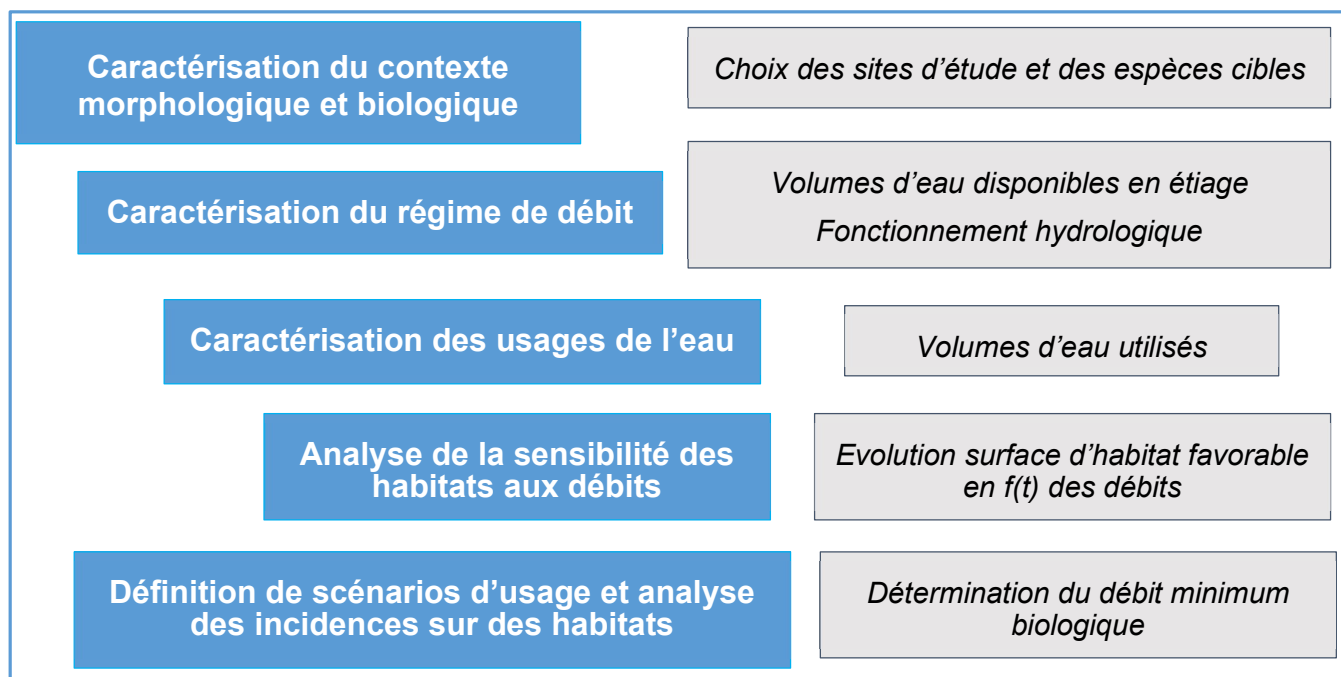 Caractérisation du contexte
morphologique et biologique
Choix des sites d’étude et des espèces cibles
Caractérisation du régime de débit
Volumes d’eau disponibles en étiage
Fonctionnement hydrologique
Caractérisation des usages de l’eau
Volumes d’eau utilisés
Analyse de la sensibilité des
habitats aux débits
Evolution surface d’habitat favorable
en f(t) des débits
Définition de scénarios d’usage et analyse
des incidences sur des habitats
Détermination du débit minimum
biologique